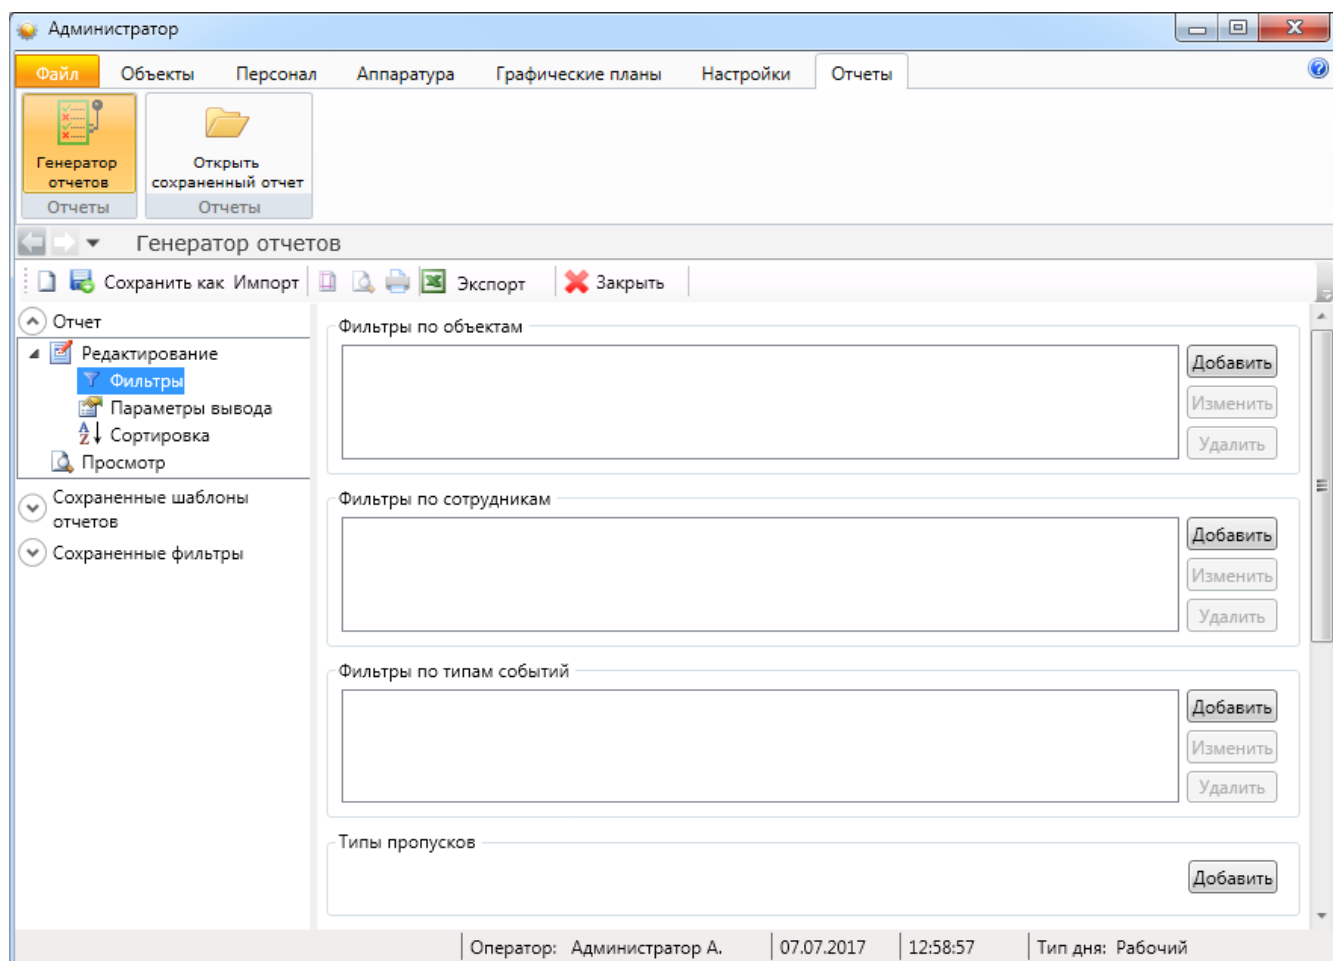 Администратор
Файл Объекты Персонал Аппаратура Графические планы Настройки Отчеты
Генератор отчетов
Открыть сохраненный отчет
Отчеты Отчеты
Генератор отчетов
Сохранить как Импорт Экспорт Закрыть
Отчет
Редактирование
Фильтры
Параметры вывода
Сортировка
Просмотр
Сохраненные шаблоны
отчетов
Сохраненные фильтры
Фильтры по объектам
Добавить
Изменить
Удалить
Фильтры по сотрудникам
Добавить
Изменить
Удалить
Фильтры по типам событий
Добавить
Изменить
Удалить
Типы пропусков
Добавить
Оператор: Администратор А. 07.07.2017 12:58:57 Тип дня: Рабочий